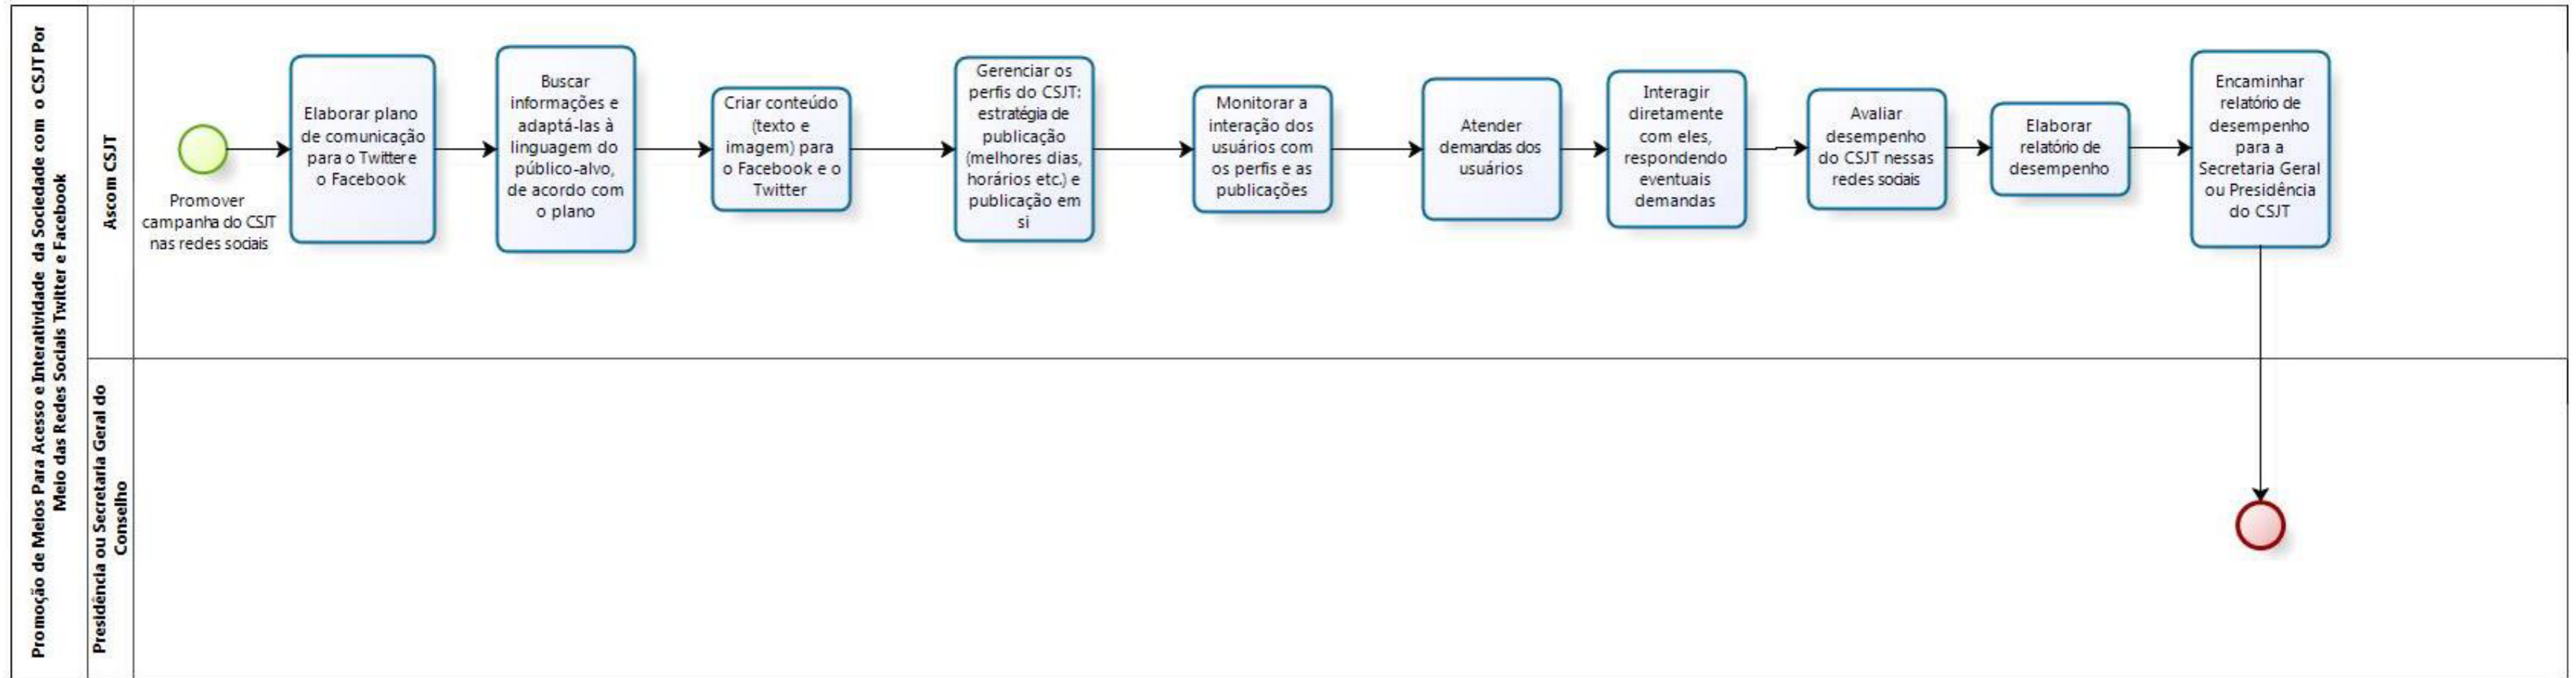 Promoção de Meios Para Acesso e Interatividade da Sociedade com o CSJT Por
Meio das Redes Sociais Twitter e Facebook
Ascom CSJT
Promover
campanha do CSJT
nas redes sociais
Elaborar plano
de comunicação
para o Twitter e
o Facebook
Buscar
informações e
adaptá-las à
linguagem do
público-alvo,
de acordo com
o plano
Criar conteúdo
(texto e
imagem) para
o Facebook e o
Twitter
Gerenciar os
perfis do CSJT:
estratégia de
publicação
(melhores dias,
horários etc.) e
publicação em
si
Monitorar a
interação dos
usuários com
os perfis e as
publicações
Atender
demandas dos
usuários
Interagir
diretamente
com eles,
respondendo
eventuais
demandas
Avaliar
desempenho
do CSJT nessas
redes sociais
Elaborar
relatório de
desempenho
Encaminhar
relatório de
desempenho
para a
Secretaria Geral
ou Presidência
do CSJT
Presidência ou Secretaria Geral do
Conselho